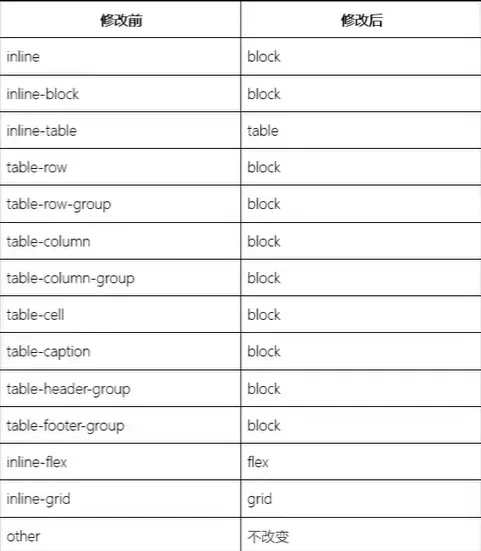 修改前 修改后
inline block
inline-block block
inline-table table
table-row block
table-row-group block
table-column block
table-column-group block
table-cell block
table-caption block
table-header-group block
table-footer-group block
inline-flex flex
inline-grid grid
other 不改变